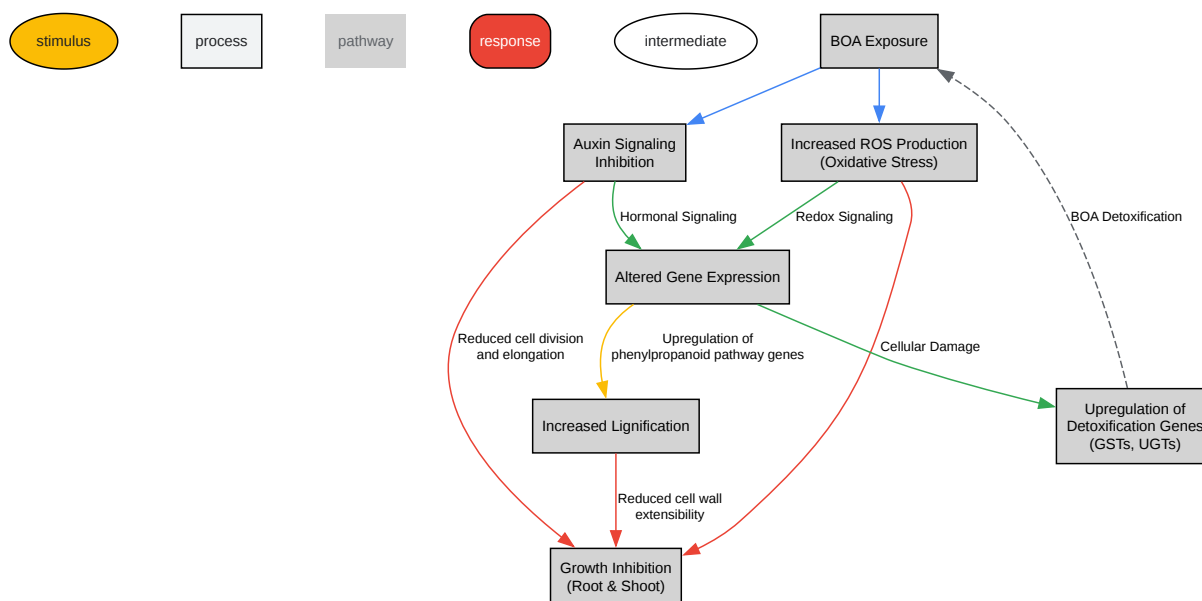 stimulus
process
pathway
response
intermediate
BOA Exposure
Auxin Signaling
Inhibition
Increased ROS Production
(Oxidative Stress)
Hormonal Signaling
Redox Signaling
BOA Detoxification
Altered Gene Expression
Reduced cell division
and elongation
Upregulation of
phenylpropanoid pathway genes
Cellular Damage
Increased Lignification
Upregulation of
Detoxification Genes
(GSTs, UGTs)
Reduced cell wall
extensibility
Growth Inhibition
(Root & Shoot)